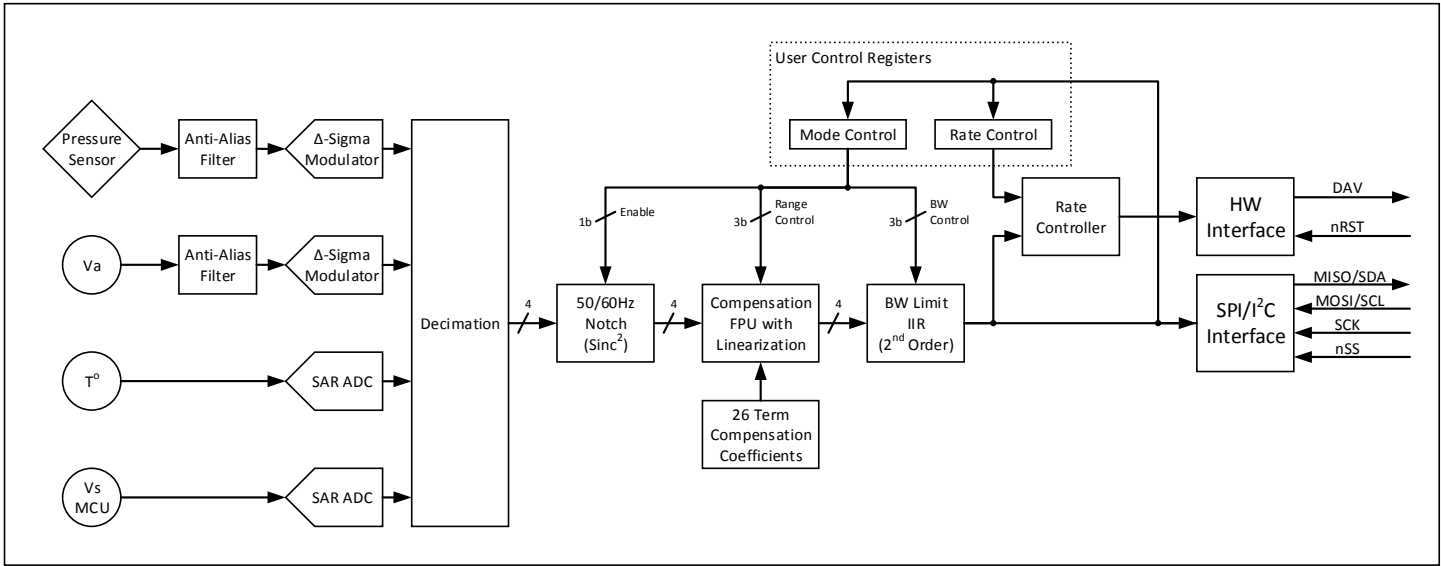 User Control Registers
Mode Control
Rate Control
Pressure
Sensor
Anti-Alias
Filter
Δ-Sigma
Modulator
Va
Anti-Alias
Filter
Δ-Sigma
Modulator
T°
SAR ADC
Vs
MCU
SAR ADC
Decimation
4
1b
Enable
50/60Hz
Notch
(Sinc²)
4
3b
Range
Control
Compensation
FPU with
Linearization
26 Term
Compensation
Coefficients
4
3b
BW
Control
BW Limit
IIR
(2nd Order)
Rate
Controller
HW
Interface
DAV
nRST
SPI/I²C
Interface
MISO/SDA
MOSI/SCL
SCK
nSS